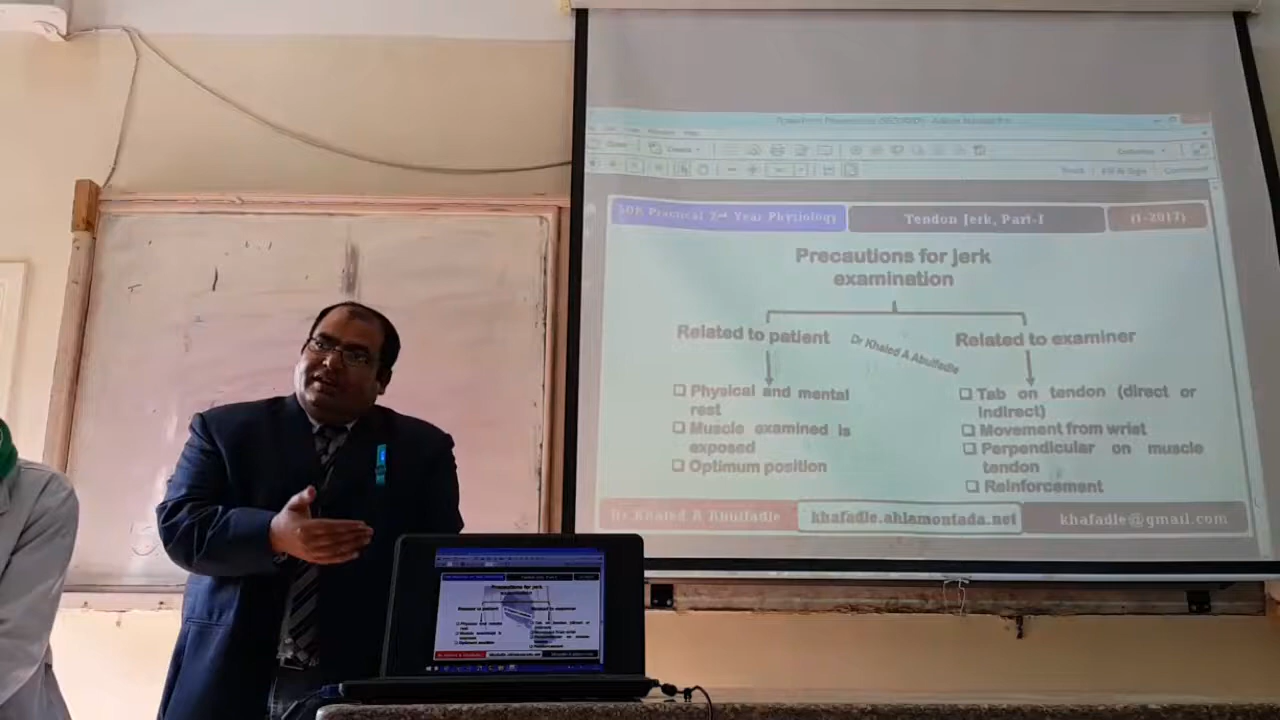 Practical 2nd Year Physiology
Tendon Jerk, Part-I
(1-2017)
Precautions for jerk
examination
Related to patient
Dr Khaled A Abulfadle
Related to examiner
❑ Physical and mental
rest
❑ Muscle examined is
exposed
❑ Optimum position
❑ Tab on tendon (direct or
indirect)
❑ Movement from wrist
❑ Perpendicular on muscle
tendon
❑ Reinforcement
Dr Khaled A Abulfadle
khafadle.ahlamontada.net
khafadle@gmail.com